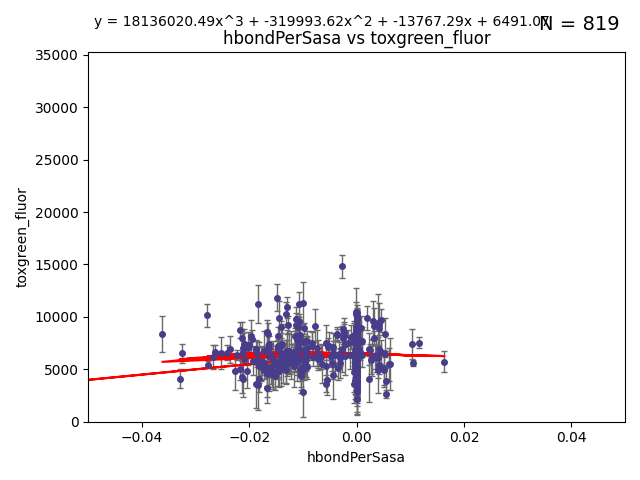 y = 18136020.49x^3 + -319993.62x^2 + -13767.29x + 6491.07
N = 819
hbondPerSasa vs toxgreen_fluor
35000
30000
25000
20000
15000
10000
5000
0
toxgreen_fluor
−0.04
−0.02
0.00
0.02
0.04
hbondPerSasa